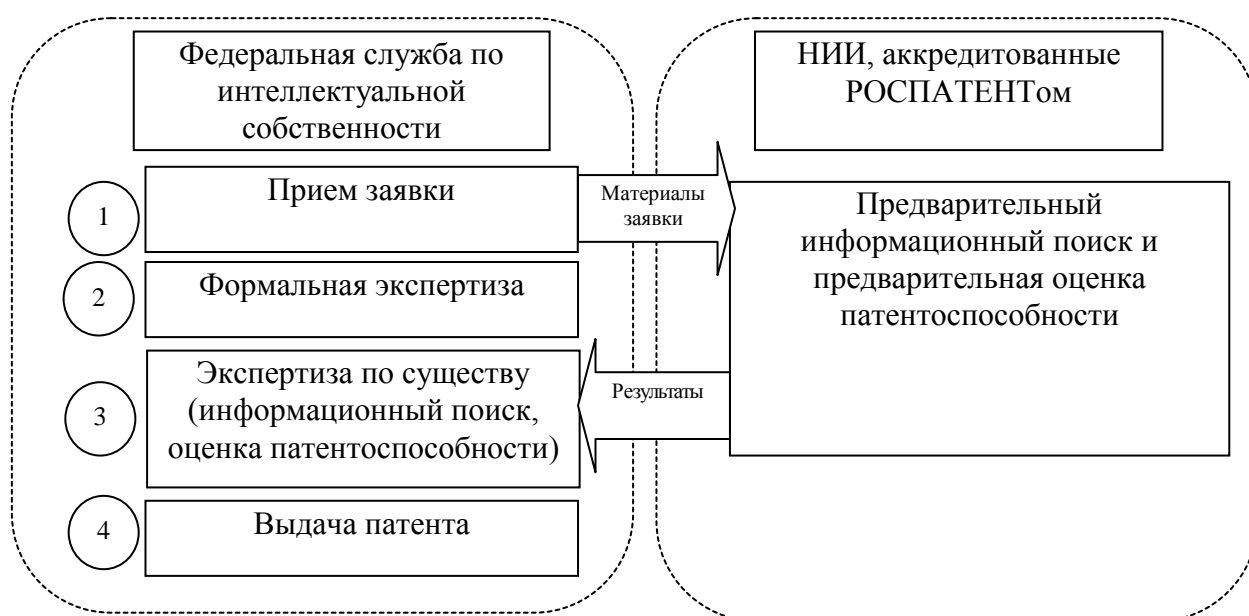 Федеральная служба по
интеллектуальной
собственности
НИИ, аккредитованные
РОСПАТЕНТом
1
Прием заявки
Материалы
заявки
Предварительный
информационный поиск и
предварительная оценка
патентоспособности
2
Формальная экспертиза
3
Экспертиза по существу
(информационный поиск,
оценка патентоспособности)
Результаты
4
Выдача патента